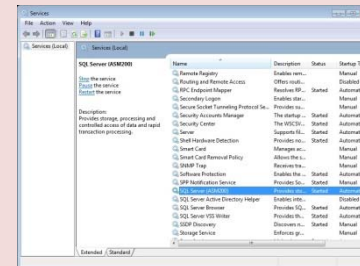 Services
File Action View Help
Services (Local)
Services (Local)
SQL Server (ASM200)
Stop the service
Pause the service
Restart the service
Description:
Provides storage, processing and
controlled access of data and rapid
transaction processing.
Name Description Status Startup T
Remote Registry Enables rem... Manual
Routing and Remote Access Offers routi... Disabled
RPC Endpoint Mapper Resolves RP... Started Automat
Secondary Logon Enables star... Manual
Secure Socket Tunneling Protocol Se... Provides su... Manual
Security Accounts Manager The startup ... Started Automat
Security Center The WSCSV... Started Automat
Server Supports fil... Started Automat
Shell Hardware Detection Provides no... Started Automat
Smart Card Manages ac... Manual
Smart Card Removal Policy Allows the s... Manual
SNMP Trap Receives tra... Manual
Software Protection Enables the ... Started Automat
SPP Notification Service Provides So... Started Manual
SQL Server (ASM200) Provides sto... Started Automat
SQL Server Active Directory Helper Enables inte... Disabled
SQL Server Browser Provides SQ... Started Automat
SQL Server VSS Writer Provides th... Started Automat
SSDP Discovery Discovers n... Started Manual
Storage Service Enforces gr... Manual
Extended Standard